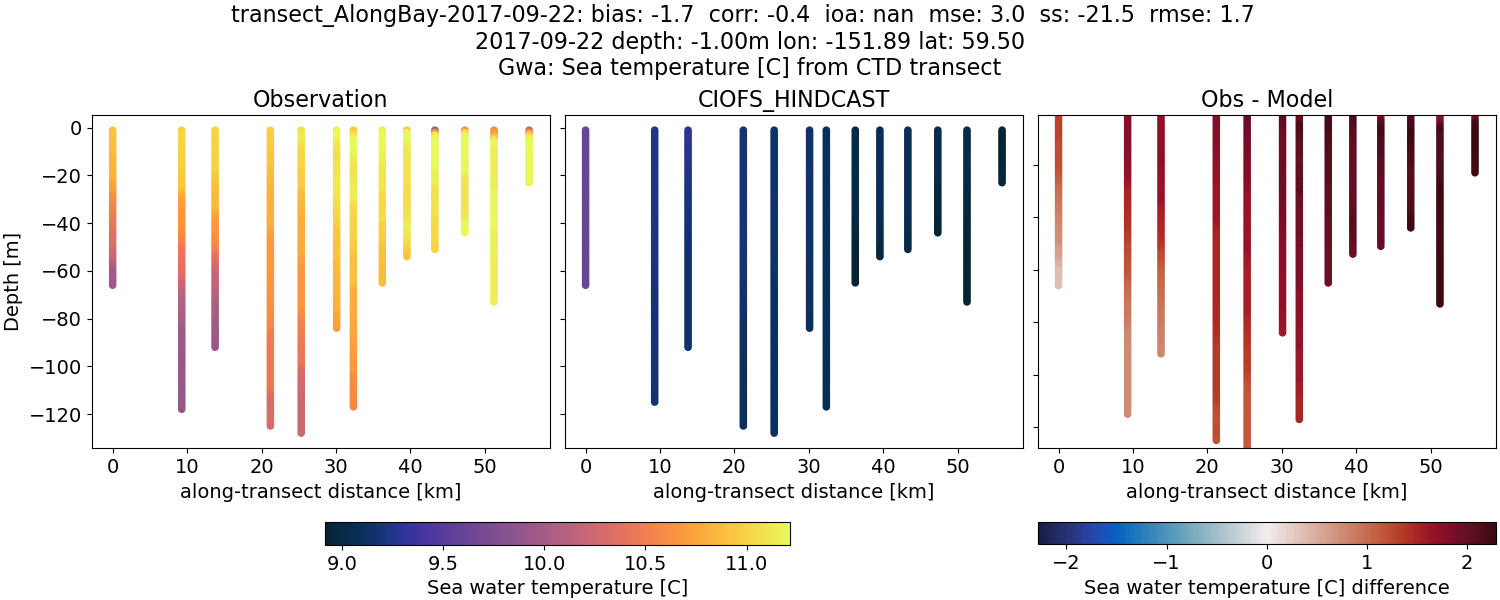 transect_AlongBay-2017-09-22: bias: -1.7  corr: -0.4  ioa: nan  mse: 3.0  ss: -21.5  rmse: 1.7
2017-09-22 depth: -1.00m lon: -151.89 lat: 59.50
Gwa: Sea temperature [C] from CTD transect
Observation
CIOFS_HINDCAST
Obs - Model
Depth [m]
0
−20
−40
−60
−80
−100
−120
0 10 20 30 40 50
0 10 20 30 40 50
0 10 20 30 40 50
along-transect distance [km]
along-transect distance [km]
along-transect distance [km]
9.0 9.5 10.0 10.5 11.0
Sea water temperature [C]
−2 −1 0 1 2
Sea water temperature [C] difference